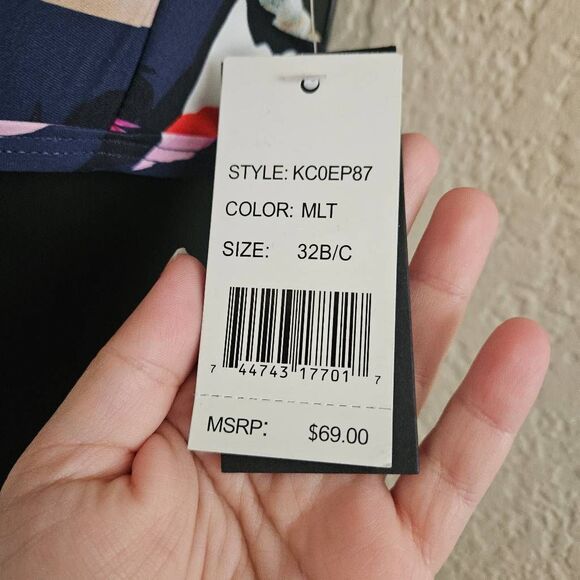 STYLE: KC0EP87
COLOR: MLT
SIZE: 32B/C
7 44743 17701 7
MSRP: $69.00